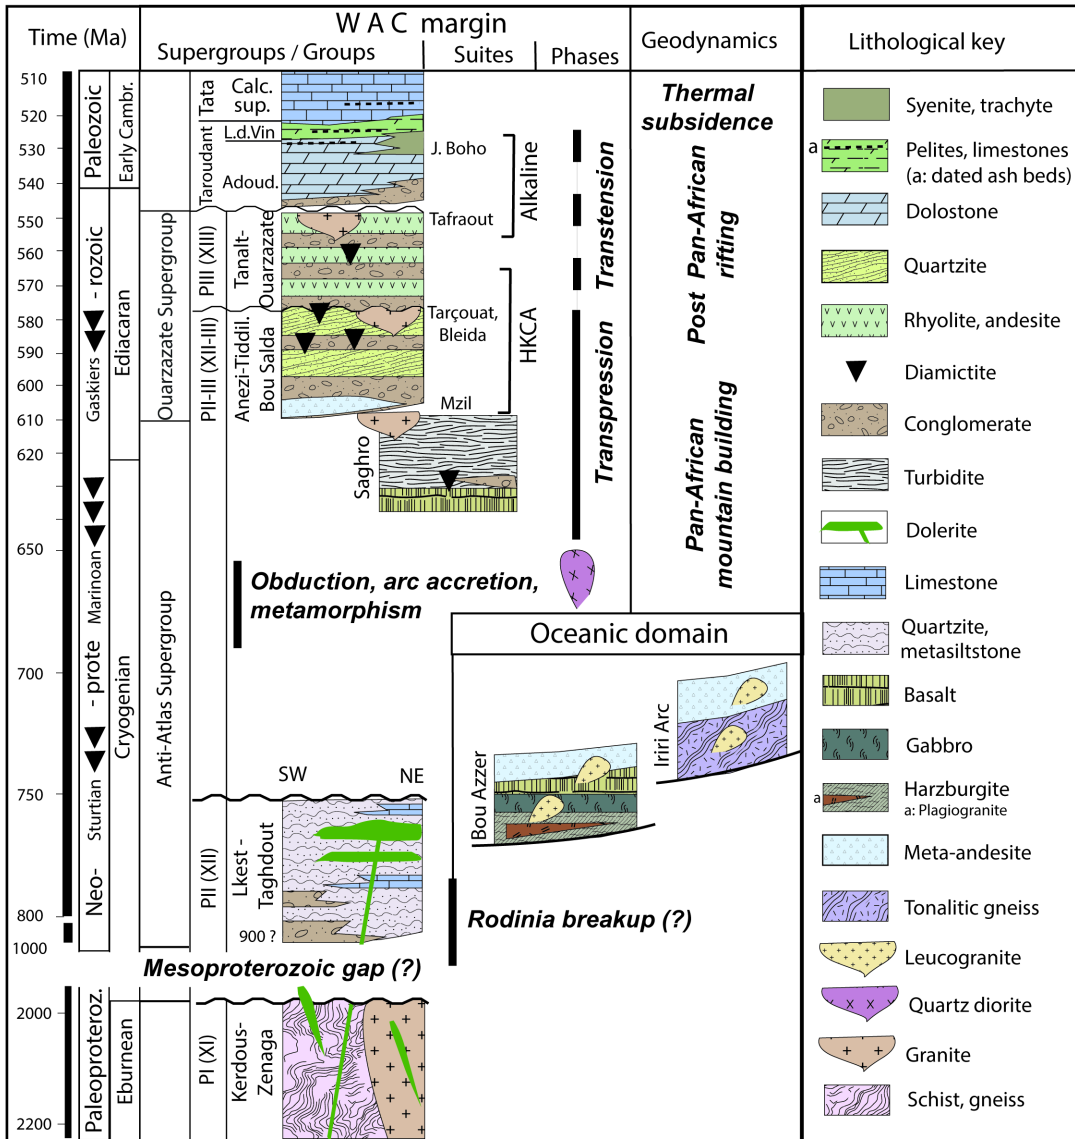 Time (Ma)
WAC margin
Supergroups / Groups
Suites
Phases
Geodynamics
Lithological key
510
520
530
540
550
560
570
580
590
600
610
620
650
700
750
800
1000
2000
2200
Paleozoic
Early Cambr.
- rozoic
Gaskiers
Ediacaran
Marinoan
- prote
Cryogenian
Sturtian
Neo-
Paleoproteroz.
Eburnean
Ouarzazate Supergroup
Anti-Atlas Supergroup
Tata
Calc.
sup.
Taroudant
L.d.Vin
Adoud.
PIII (XIII)
Tanalt-
Ouarzazate
PII-III (XII-III)
Anezi-Tiddil.
Bou Salda
Saghro
J. Boho
Tafraout
Alkaline
Tarçouat,
Bleida
HKCA
Mzil
Transtension
Transpression
Thermal
subsidence
Post Pan-African
rifting
Pan-African
mountain building
Obduction, arc accretion,
metamorphism
Oceanic domain
Iriri Arc
Bou Azzer
SW
NE
PII (XII)
Lkest -
Taghdout
900 ?
Rodinia breakup (?)
Mesoproterozoic gap (?)
PI (XI)
Kerdous-
Zenaga
Syenite, trachyte
a
Pelites, limestones
(a: dated ash beds)
Dolostone
Quartzite
Rhyolite, andesite
Diamictite
Conglomerate
Turbidite
Dolerite
Limestone
Quartzite,
metasiltstone
Basalt
Gabbro
a
Harzburgite
a: Plagiogranite
Meta-andesite
Tonalitic gneiss
Leucogranite
Quartz diorite
Granite
Schist, gneiss